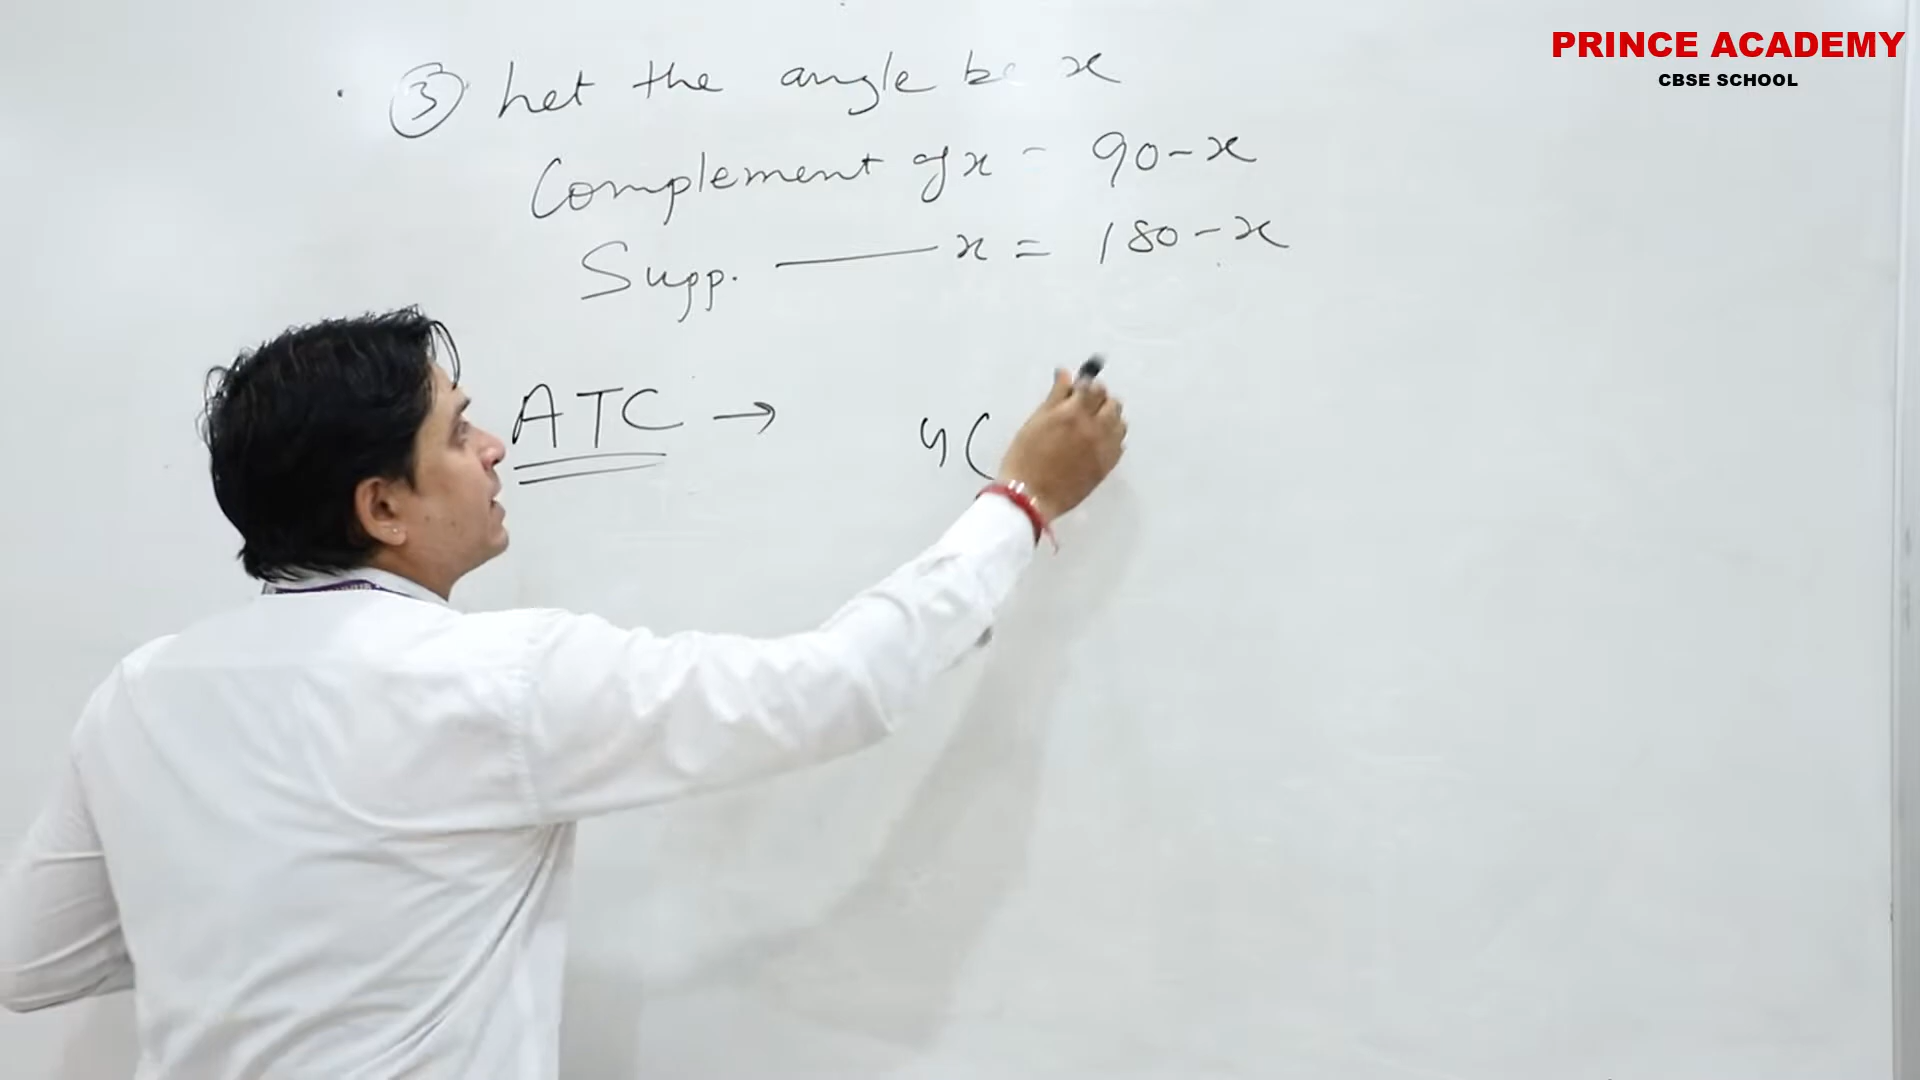 PRINCE ACADEMY
CBSE SCHOOL
③ Let the angle be x
Complement of x = 90-x
Supp. —— x = 180-x
ATC → 4(